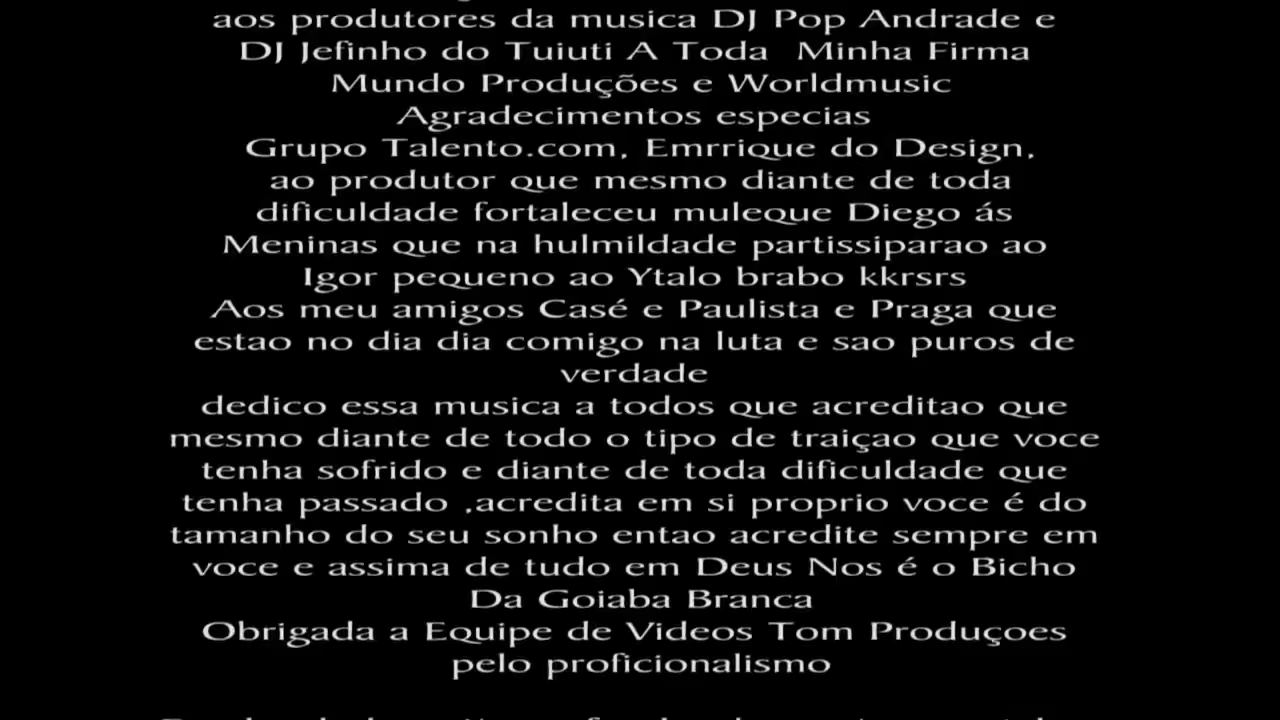 aos produtores da musica DJ Pop Andrade e
DJ Jefinho do Tuiuti A Toda  Minha Firma
Mundo Produções e Worldmusic
Agradecimentos especias
Grupo Talento.com, Emrrique do Design,
ao produtor que mesmo diante de toda
dificuldade fortaleceu muleque Diego ás
Meninas que na hulmildade partissiparao ao
Igor pequeno ao Ytalo brabo kkrsrs
Aos meu amigos Casé e Paulista e Praga que
estao no dia dia comigo na luta e sao puros de
verdade
dedico essa musica a todos que acreditao que
mesmo diante de todo o tipo de traiçao que voce
tenha sofrido e diante de toda dificuldade que
tenha passado ,acredita em si proprio voce é do
tamanho do seu sonho entao acredite sempre em
voce e assima de tudo em Deus Nos é o Bicho
Da Goiaba Branca
Obrigada a Equipe de Videos Tom Produçoes
pelo proficionalismo